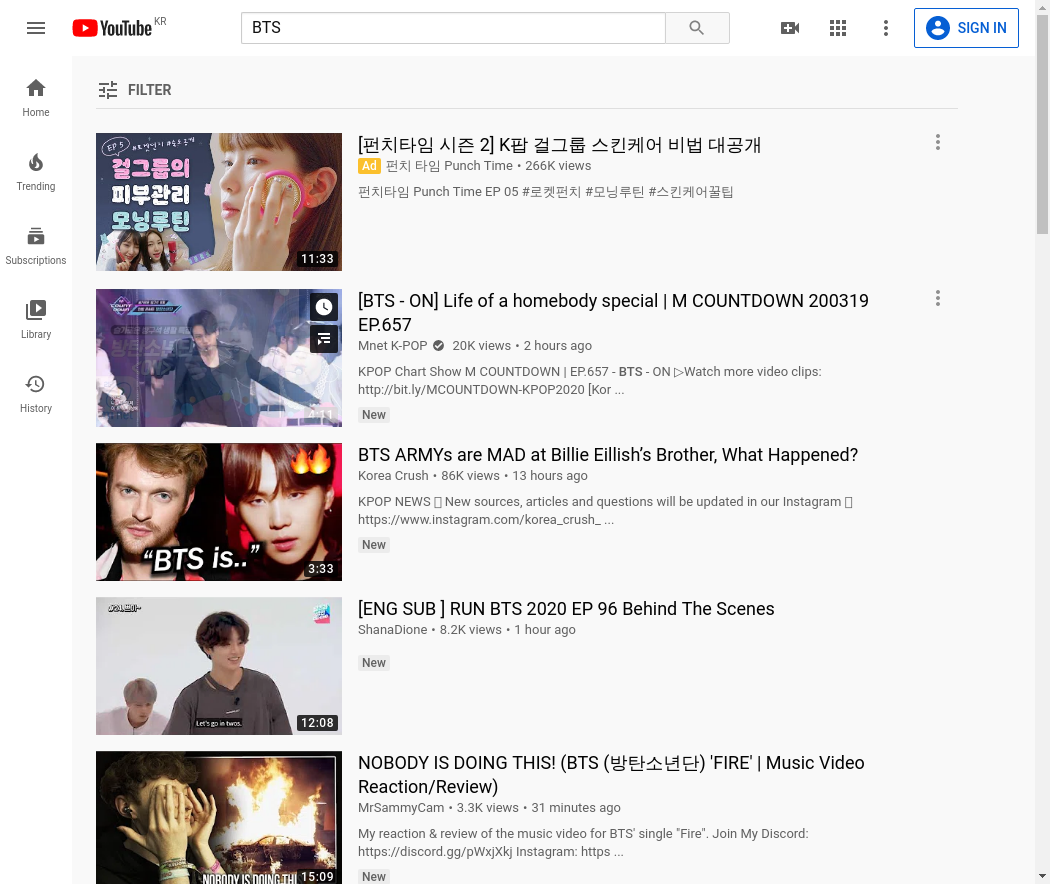 YouTube KR
BTS
SIGN IN
Home
Trending
Subscriptions
Library
History
FILTER
EP 5
걸그룹의
피부관리
모닝루틴
11:33
[펀치타임 시즌 2] K팝 걸그룹 스킨케어 비법 대공개
Ad 펀치 타임 Punch Time • 266K views
펀치타임 Punch Time EP 05 #로켓펀치 #모닝루틴 #스킨케어꿀팁
4:11
[BTS - ON] Life of a homebody special | M COUNTDOWN 200319
EP.657
Mnet K-POP 20K views • 2 hours ago
KPOP Chart Show M COUNTDOWN | EP.657 - BTS - ON ▷Watch more video clips:
http://bit.ly/MCOUNTDOWN-KPOP2020 [Kor ...
New
“BTS is..”
3:33
BTS ARMYs are MAD at Billie Eillish’s Brother, What Happened?
Korea Crush • 86K views • 13 hours ago
KPOP NEWS New sources, articles and questions will be updated in our Instagram
https://www.instagram.com/korea_crush_ ...
New
Let's go in twos.
12:08
[ENG SUB ] RUN BTS 2020 EP 96 Behind The Scenes
ShanaDione • 8.2K views • 1 hour ago
New
NOBODY IS DOING THI
15:09
NOBODY IS DOING THIS! (BTS (방탄소년단) 'FIRE' | Music Video
Reaction/Review)
MrSammyCam • 3.3K views • 31 minutes ago
My reaction & review of the music video for BTS' single "Fire". Join My Discord:
https://discord.gg/pWxjXkj Instagram: https ...
New